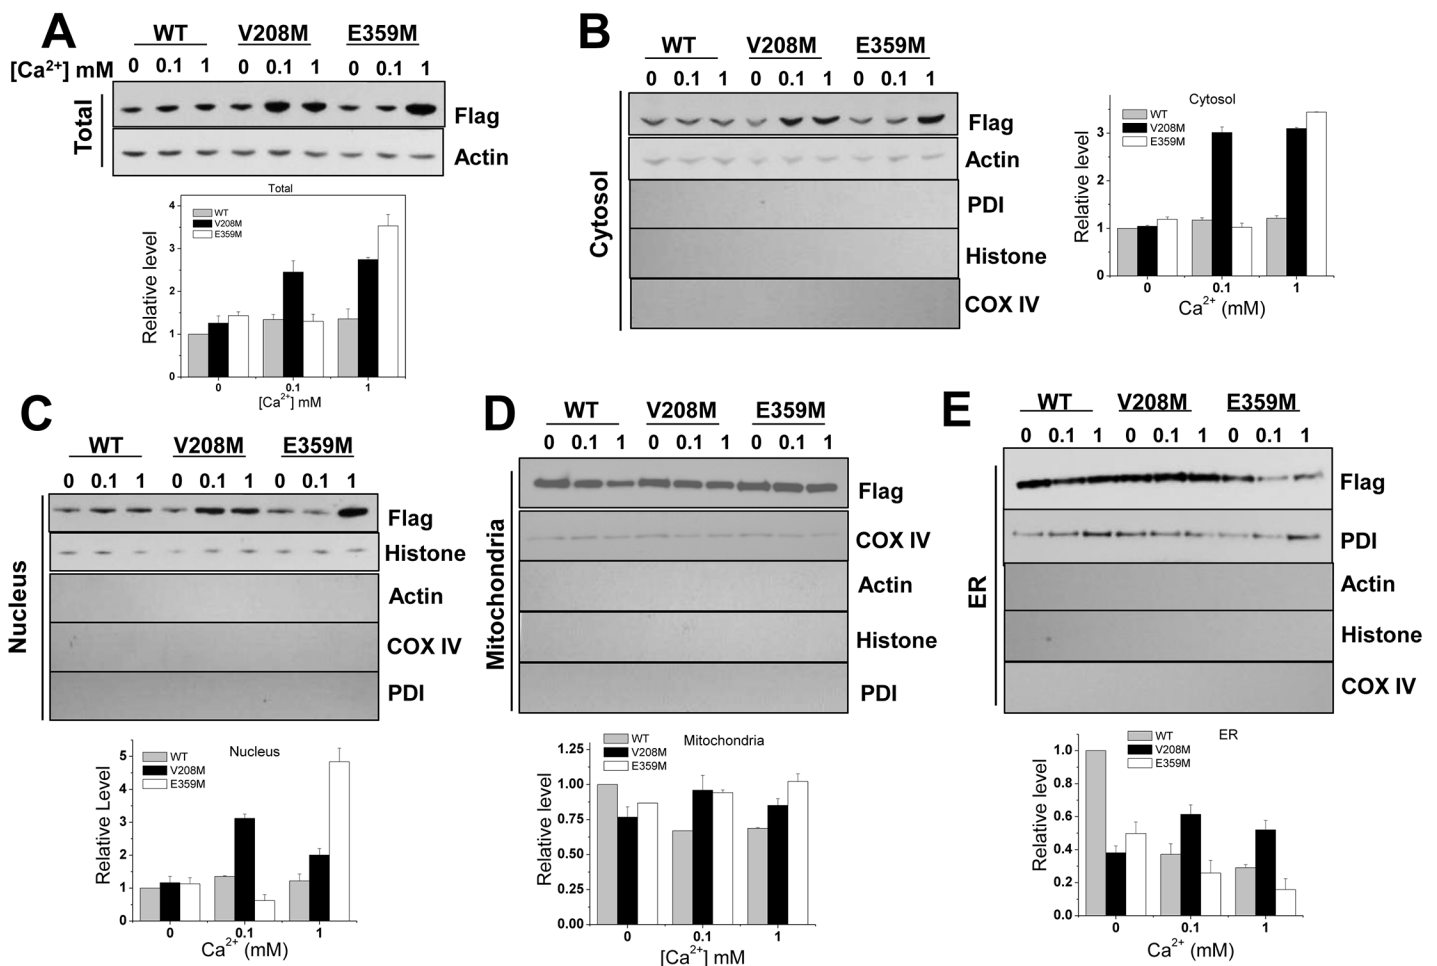 A
WT V208M E359M
[Ca2+] mM 0 0.1 1 0 0.1 1 0 0.1 1
Total
Flag
Actin
Total
WT
V208M
E359M
Relative level
4
3
2
1
0
0 0.1 1
[Ca2+] mM
B
WT V208M E359M
0 0.1 1 0 0.1 1 0 0.1 1
Cytosol
Flag
Actin
PDI
Histone
COX IV
Cytosol
WT
V208M
E359M
Relative level
3
2
1
0
0 0.1 1
Ca2+ (mM)
C
WT V208M E359M
0 0.1 1 0 0.1 1 0 0.1 1
Nucleus
Flag
Histone
Actin
COX IV
PDI
Nucleus
WT
V208M
E359M
Relative Level
5
4
3
2
1
0
0 0.1 1
Ca2+ (mM)
D
WT V208M E359M
0 0.1 1 0 0.1 1 0 0.1 1
Mitochondria
Flag
COX IV
Actin
Histone
PDI
Mitochondria
WT
V208M
E359M
Relative level
1.25
1.00
0.75
0.50
0.25
0.00
0 0.1 1
[Ca2+] mM
E
WT V208M E359M
0 0.1 1 0 0.1 1 0 0.1 1
ER
Flag
PDI
Actin
Histone
COX IV
ER
WT
V208M
E359M
Relative level
1.0
0.8
0.6
0.4
0.2
0.0
0 0.1 1
Ca2+ (mM)